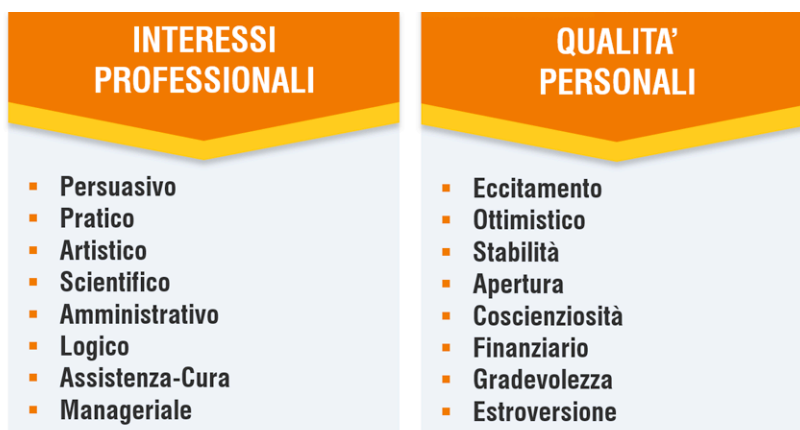 INTERESSI
PROFESSIONALI
Persuasivo
Pratico
Artistico
Scientifico
Amministrativo
Logico
Assistenza-Cura
Manageriale
QUALITA'
PERSONALI
Eccitamento
Ottimistico
Stabilità
Apertura
Coscienziosità
Finanziario
Gradevolezza
Estroversione